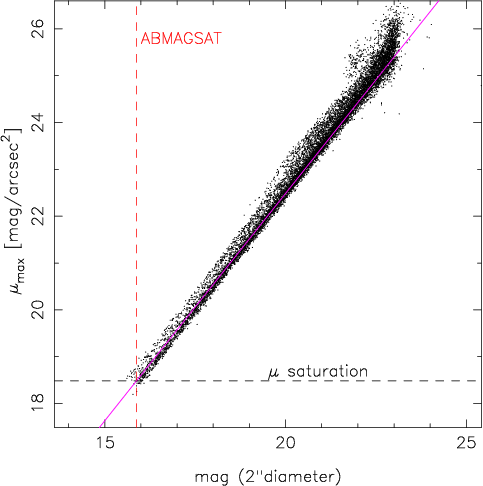 ABMAGSAT
26
24
22
20
18
μmax [mag/arcsec2]
μ saturation
15 20 25
mag (2"diameter)